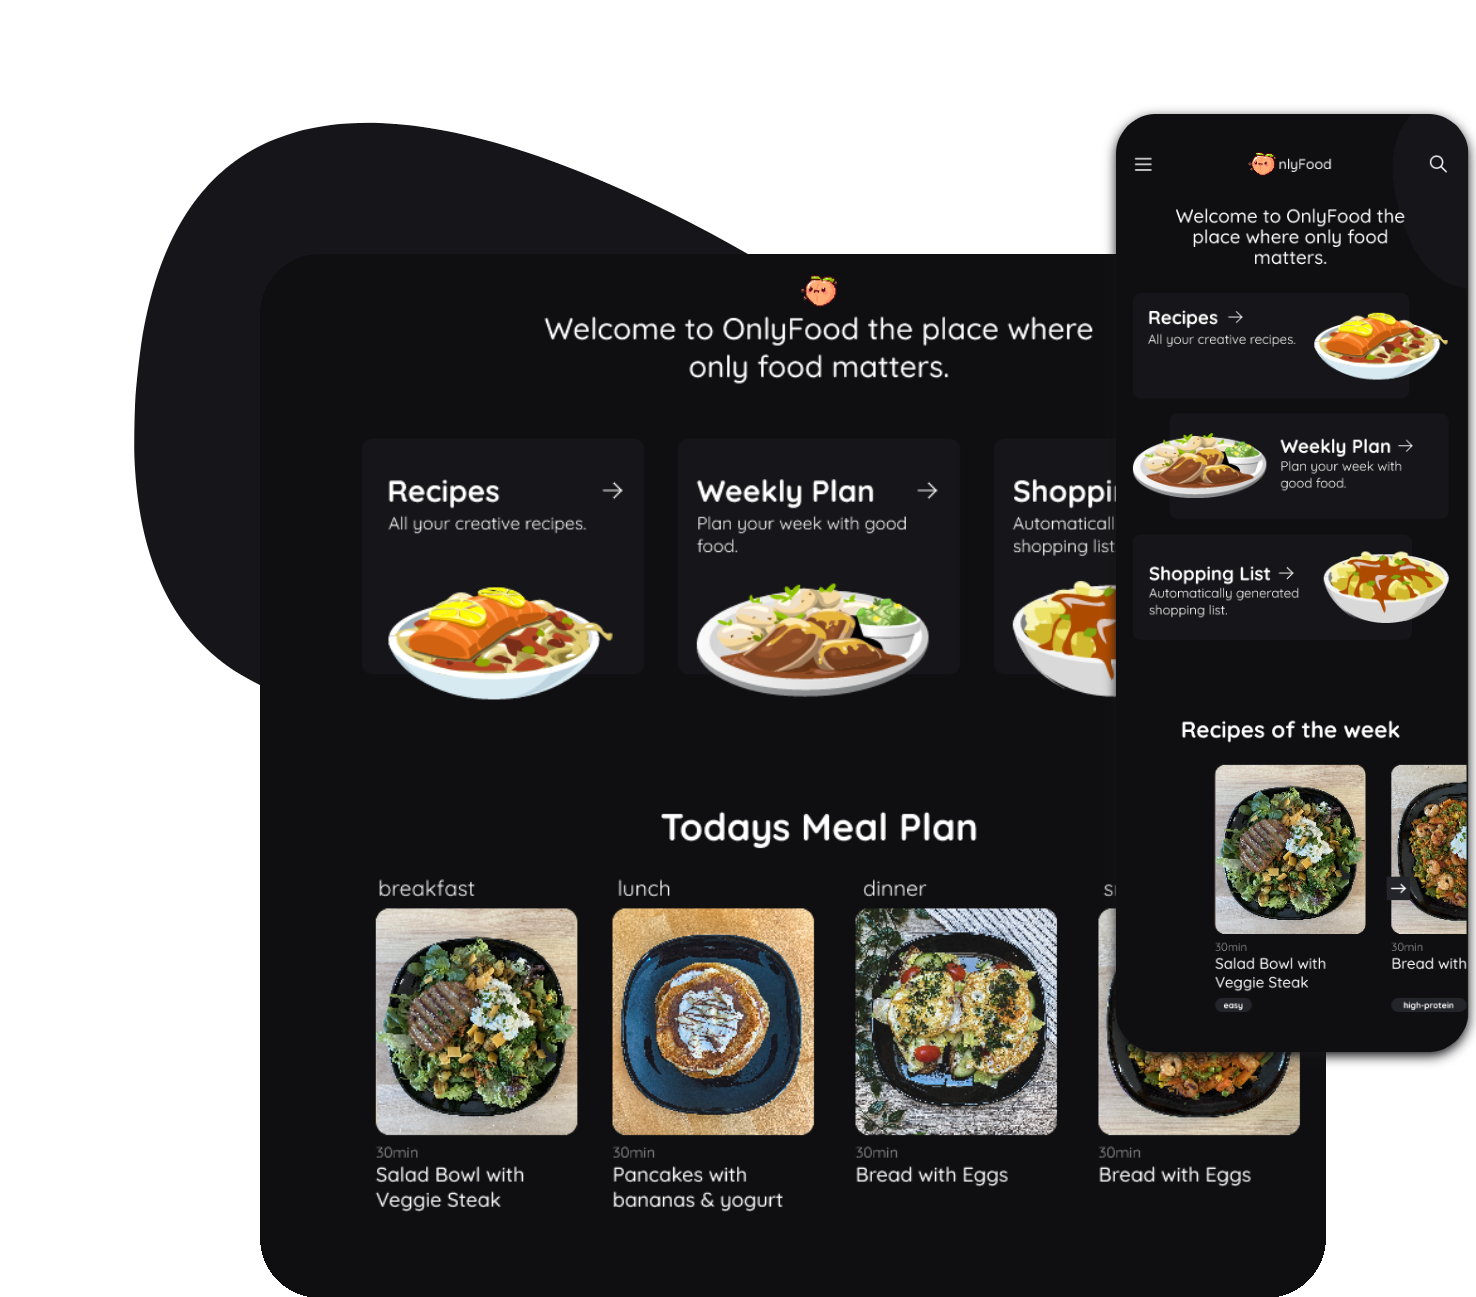 Welcome to OnlyFood the place where
only food matters.
Recipes
All your creative recipes.
Weekly Plan
Plan your week with good
food.
Shoppi
Automaticall
shopping list
Todays Meal Plan
breakfast
lunch
dinner
30min
Salad Bowl with
Veggie Steak
30min
Pancakes with
bananas & yogurt
30min
Bread with Eggs
30min
Bread with Eggs
nlyFood
Welcome to OnlyFood the
place where only food
matters.
Recipes
All your creative recipes.
Weekly Plan
Plan your week with
good food.
Shopping List
Automatically generated
shopping list.
Recipes of the week
30min
Salad Bowl with
Veggie Steak
easy
30min
Bread with
high-protein